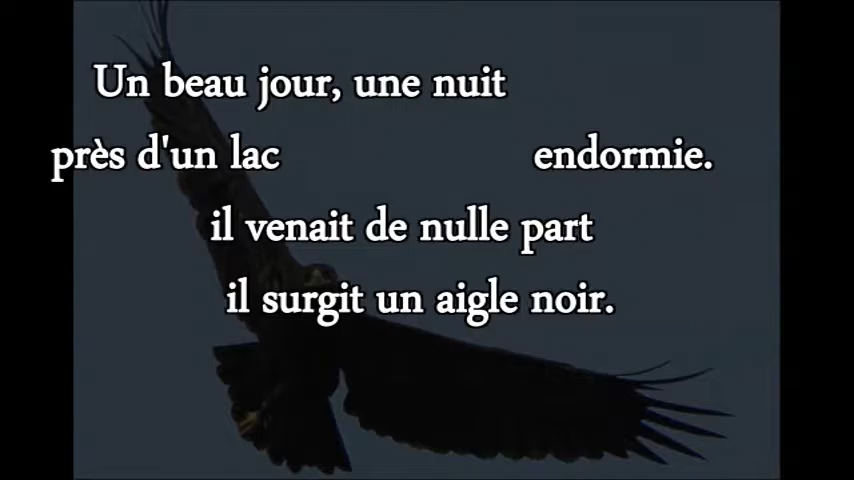 Un beau jour, une nuit
près d'un lac endormie.
il venait de nulle part
il surgit un aigle noir.